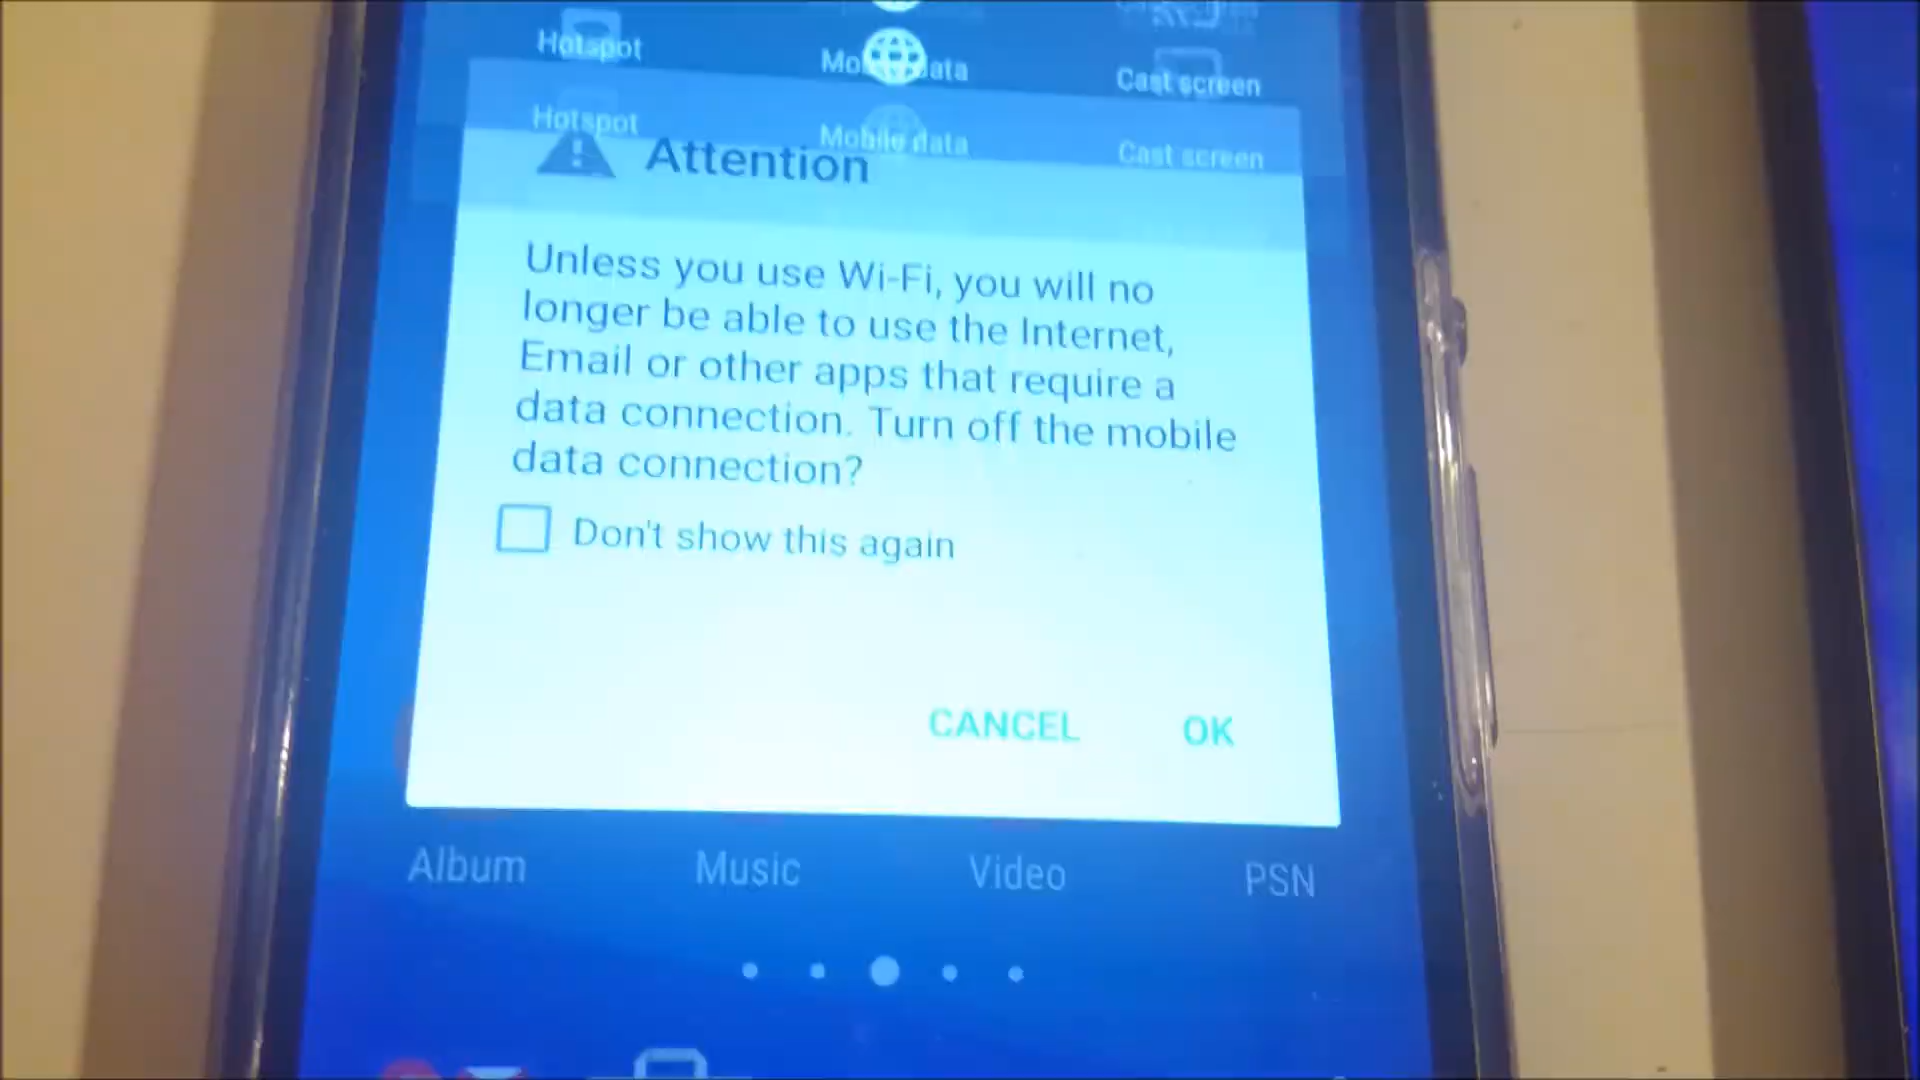 Hotspot Mobile data Cast screen
Hotspot Mobile data Cast screen
Attention
Unless you use Wi-Fi, you will no
longer be able to use the Internet,
Email or other apps that require a
data connection. Turn off the mobile
data connection?
Don't show this again
CANCEL OK
Album Music Video PSN